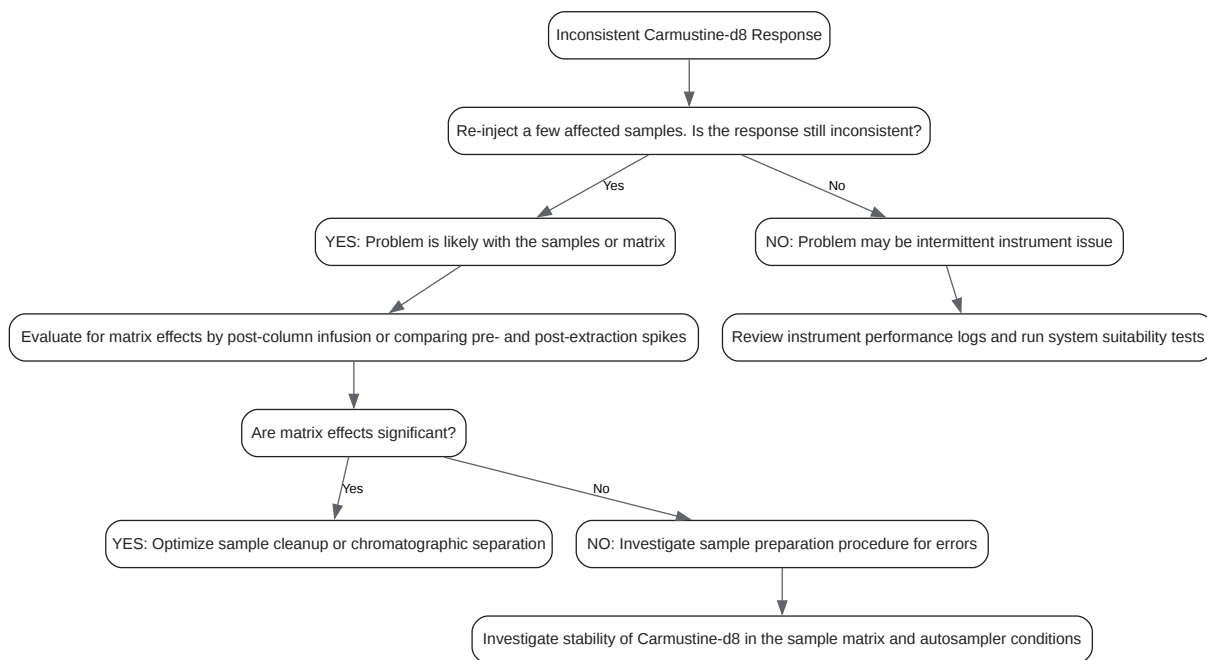 Inconsistent Carmustine-d8 Response
Re-inject a few affected samples. Is the response still inconsistent?
Yes
No
YES: Problem is likely with the samples or matrix
NO: Problem may be intermittent instrument issue
Evaluate for matrix effects by post-column infusion or comparing pre- and post-extraction spikes
Review instrument performance logs and run system suitability tests
Are matrix effects significant?
Yes
No
YES: Optimize sample cleanup or chromatographic separation
NO: Investigate sample preparation procedure for errors
Investigate stability of Carmustine-d8 in the sample matrix and autosampler conditions